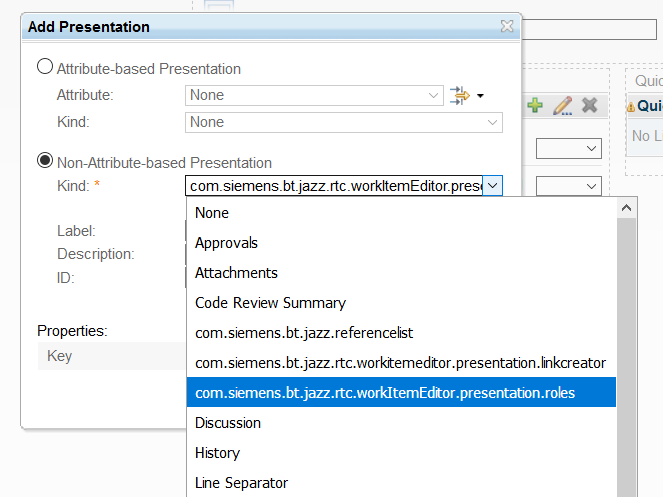 Add Presentation
Attribute-based Presentation
Attribute: None
Kind: None
Non-Attribute-based Presentation
Kind: * com.siemens.bt.jazz.rtc.workItemEditor.prese
Label:
Description:
ID:
Properties:
Key
None
Approvals
Attachments
Code Review Summary
com.siemens.bt.jazz.referencelist
com.siemens.bt.jazz.rtc.workitemeditor.presentation.linkcreator
com.siemens.bt.jazz.rtc.workItemEditor.presentation.roles
Discussion
History
Line Separator
Quic
Quic
No Li